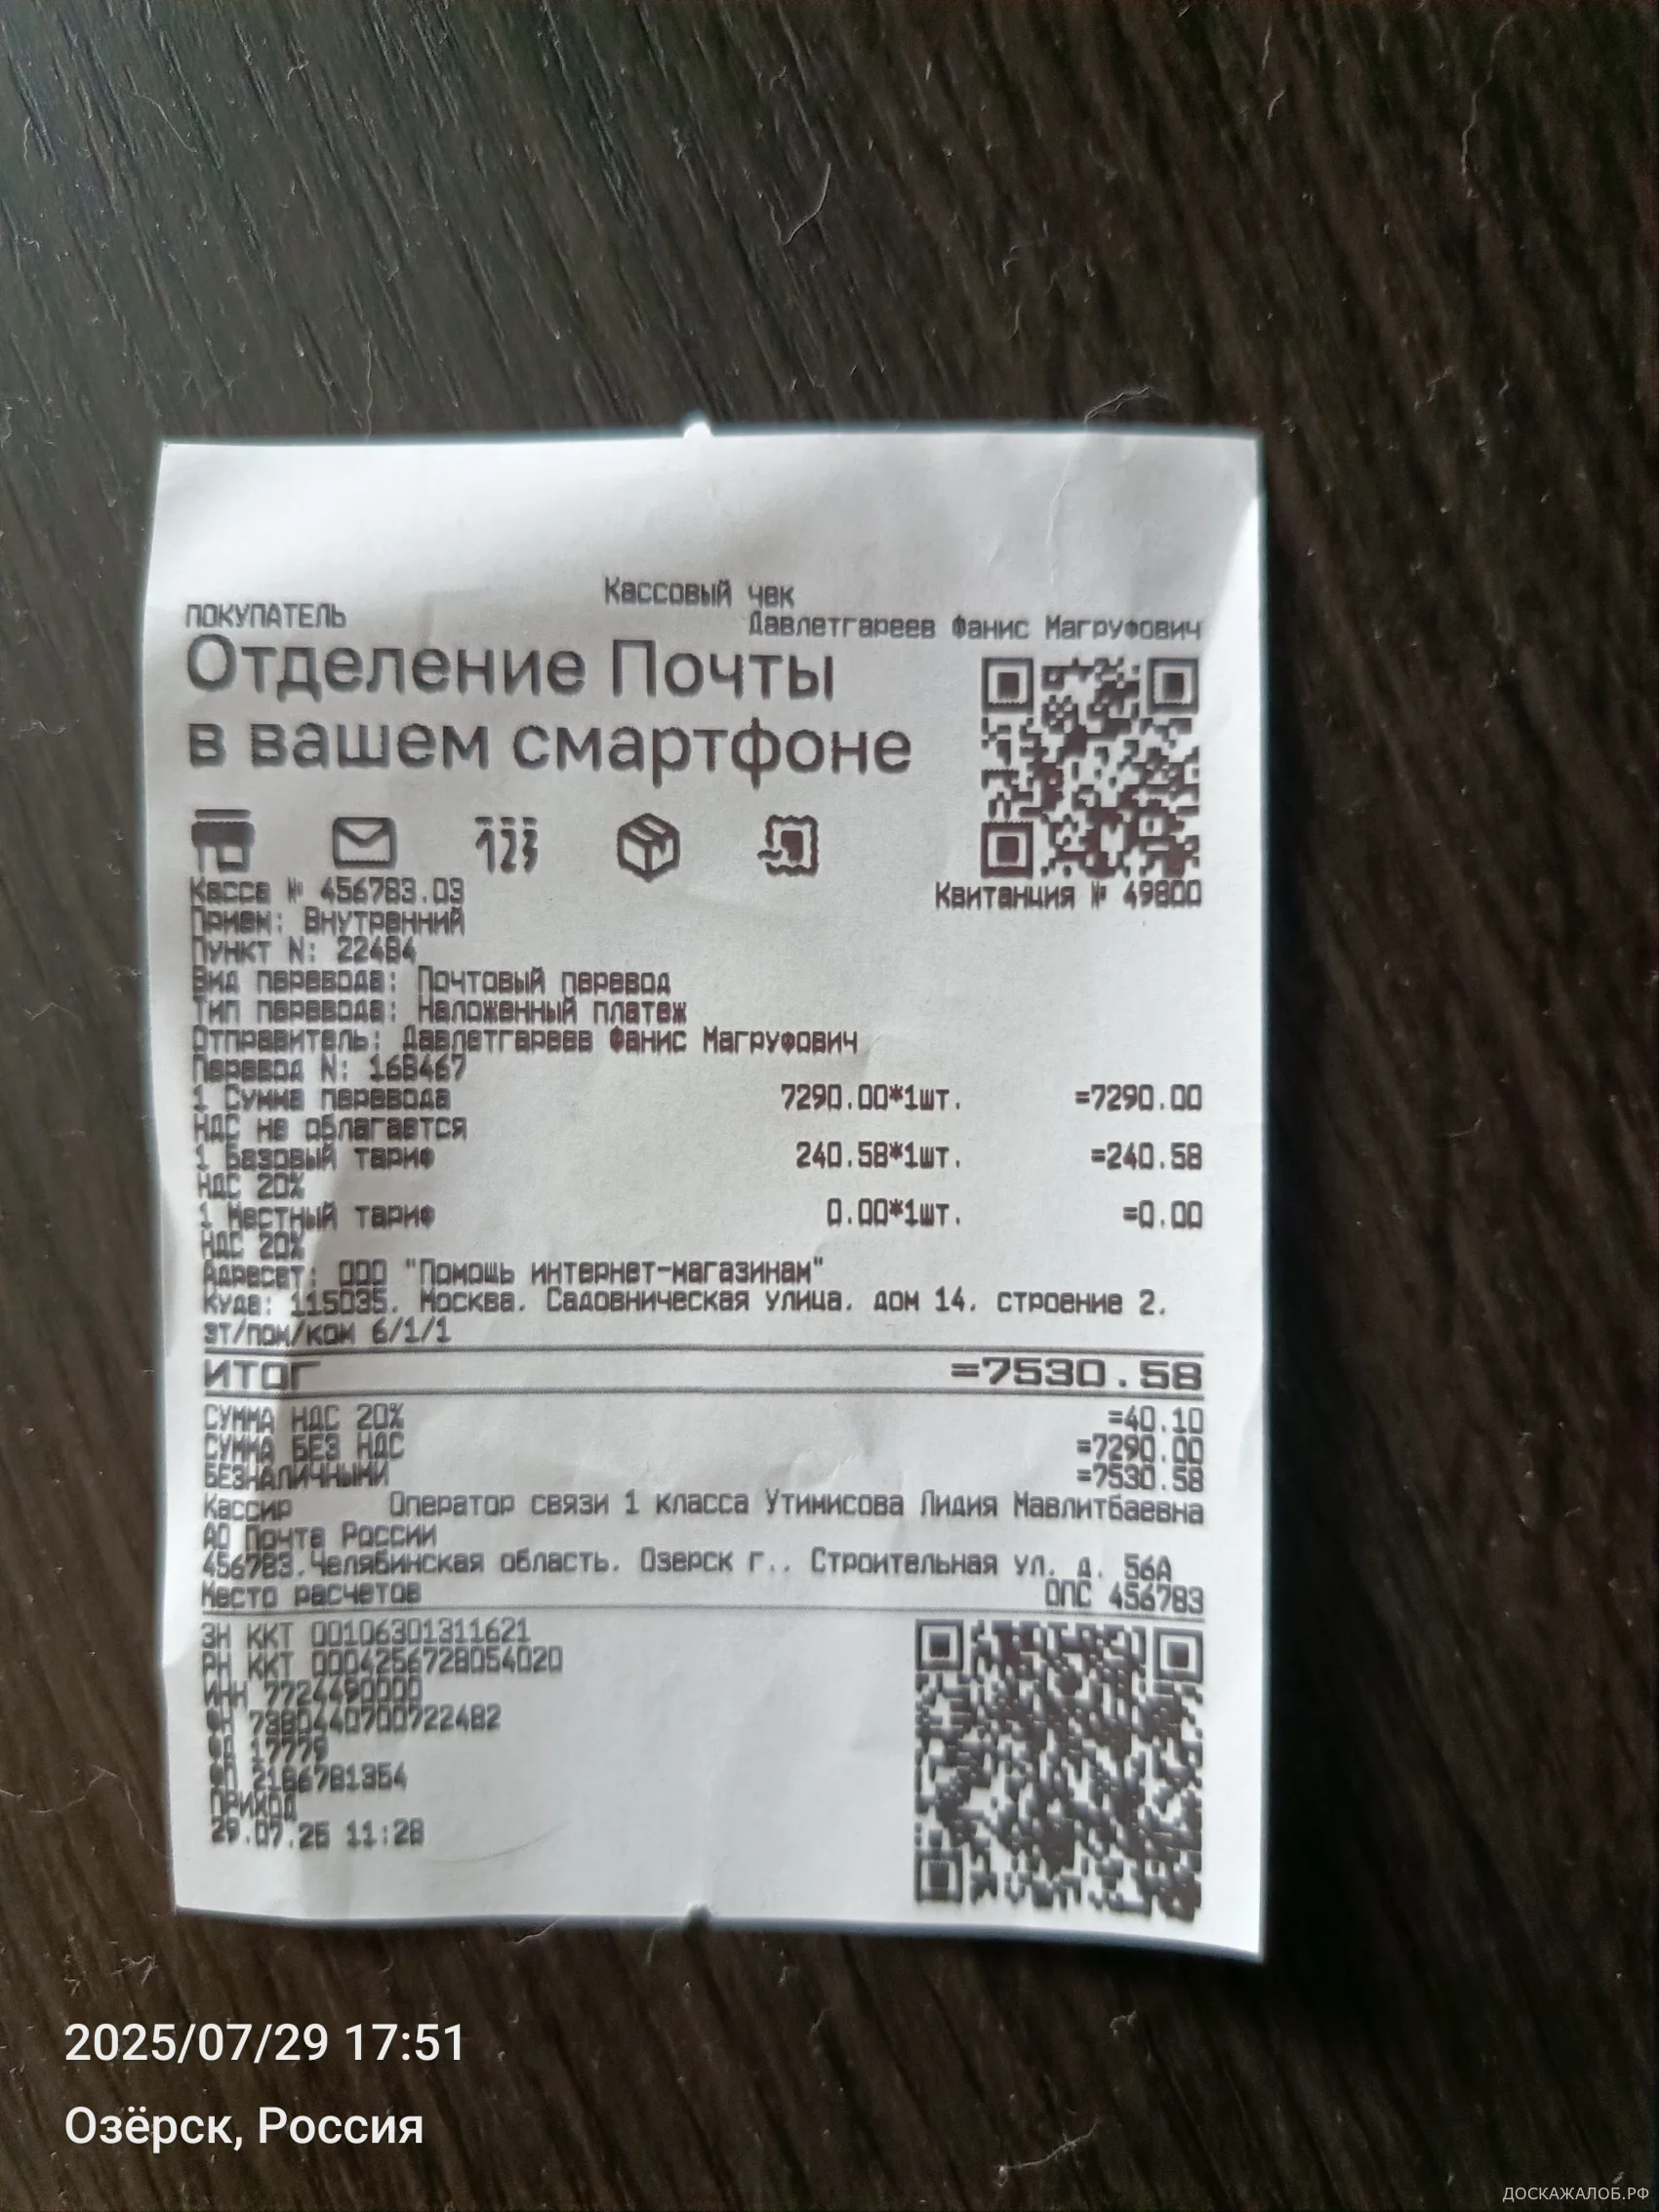 Кассовый чек
ПОКУПАТЕЛЬ Давлетгареев Фанис Магруфович
Отделение Почты
в вашем смартфоне
123
Касса № 456783.03 Квитанция № 49800
Прием: Внутренний
Пункт N: 22484
Вид перевода: Почтовый перевод
Тип перевода: Наложенный платеж
Отправитель: Давлетгареев Фанис Магруфович
Перевод N: 168467
1 Сумма перевода 7290.00*1шт. =7290.00
НДС не облагается
1 Базовый тариф 240.58*1шт. =240.58
НДС 20%
1 Местный тариф 0.00*1шт. =0.00
НДС 20%
Адресат: ООО "Помощь интернет-магазинам"
Куда: 115035, Москва, Садовническая улица, дом 14, строение 2,
эт/пом/ком 6/1/1
ИТОГ =7530.58
СУММА НДС 20% =40.10
СУММА БЕЗ НДС =7290.00
БЕЗНАЛИЧНЫМИ =7530.58
Кассир Оператор связи 1 класса Утимисова Лидия Мавлитбаевна
АО Почта России
456783,Челябинская область, Озерск г., Строительная ул, д. 56А
Место расчетов ОПС 456783
ЗН ККТ 00106301311621
РН ККТ 0004256728054020
ИНН 7724490000
ФН 7380440700722482
ФД 17779
ФП 2186781354
ПРИХОД
29.07.25 11:28
2025/07/29 17:51
Озёрск, Россия
ДОСКАЖАЛОБ.РФ